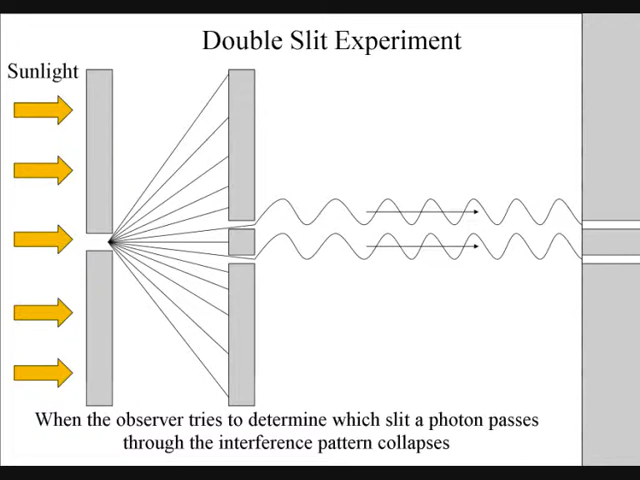 Double Slit Experiment
Sunlight
When the observer tries to determine which slit a photon passes
through the interference pattern collapses